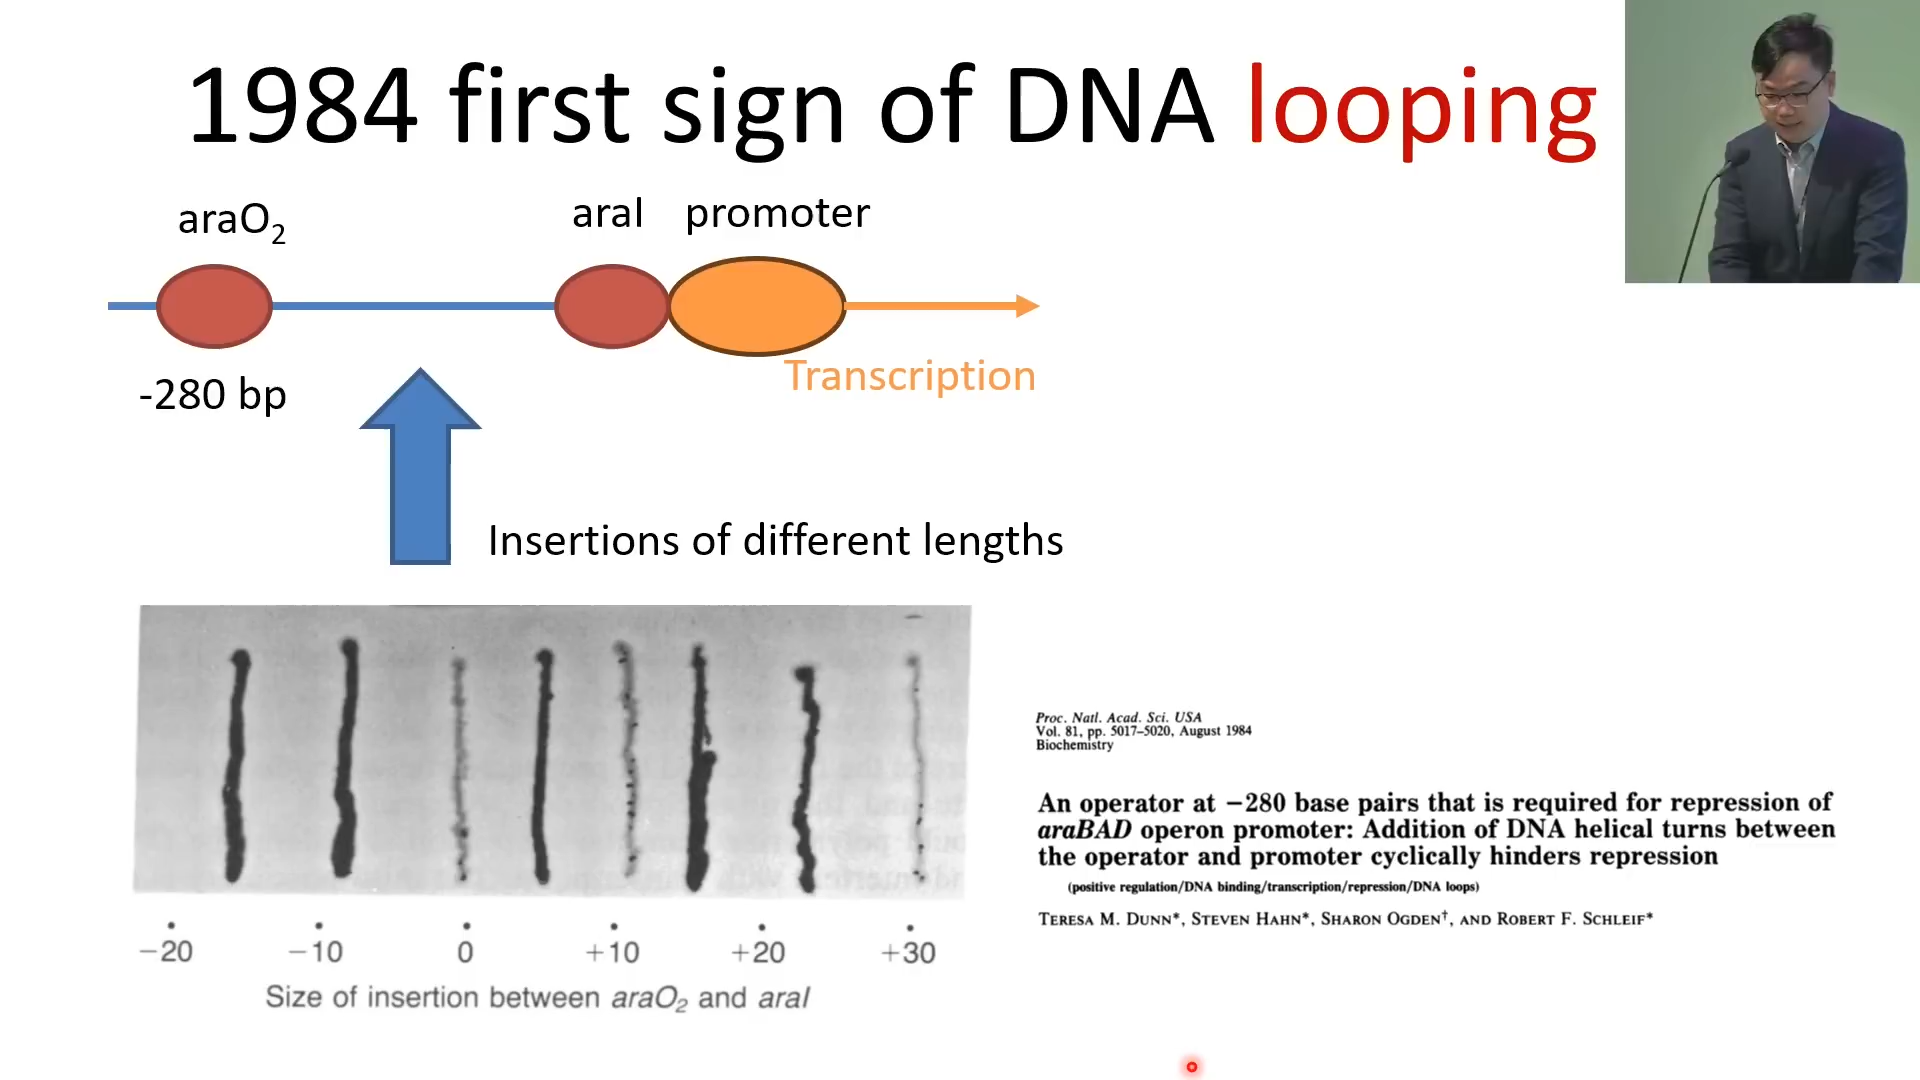 1984 first sign of DNA looping
araO2
araI promoter
-280 bp
Transcription
Insertions of different lengths
−20 −10 0 +10 +20 +30
Size of insertion between araO2 and araI
Proc. Natl. Acad. Sci. USA
Vol. 81, pp. 5017–5020, August 1984
Biochemistry
An operator at −280 base pairs that is required for repression of
araBAD operon promoter: Addition of DNA helical turns between
the operator and promoter cyclically hinders repression
(positive regulation/DNA binding/transcription/repression/DNA loops)
TERESA M. DUNN*, STEVEN HAHN*, SHARON OGDEN†, AND ROBERT F. SCHLEIF*